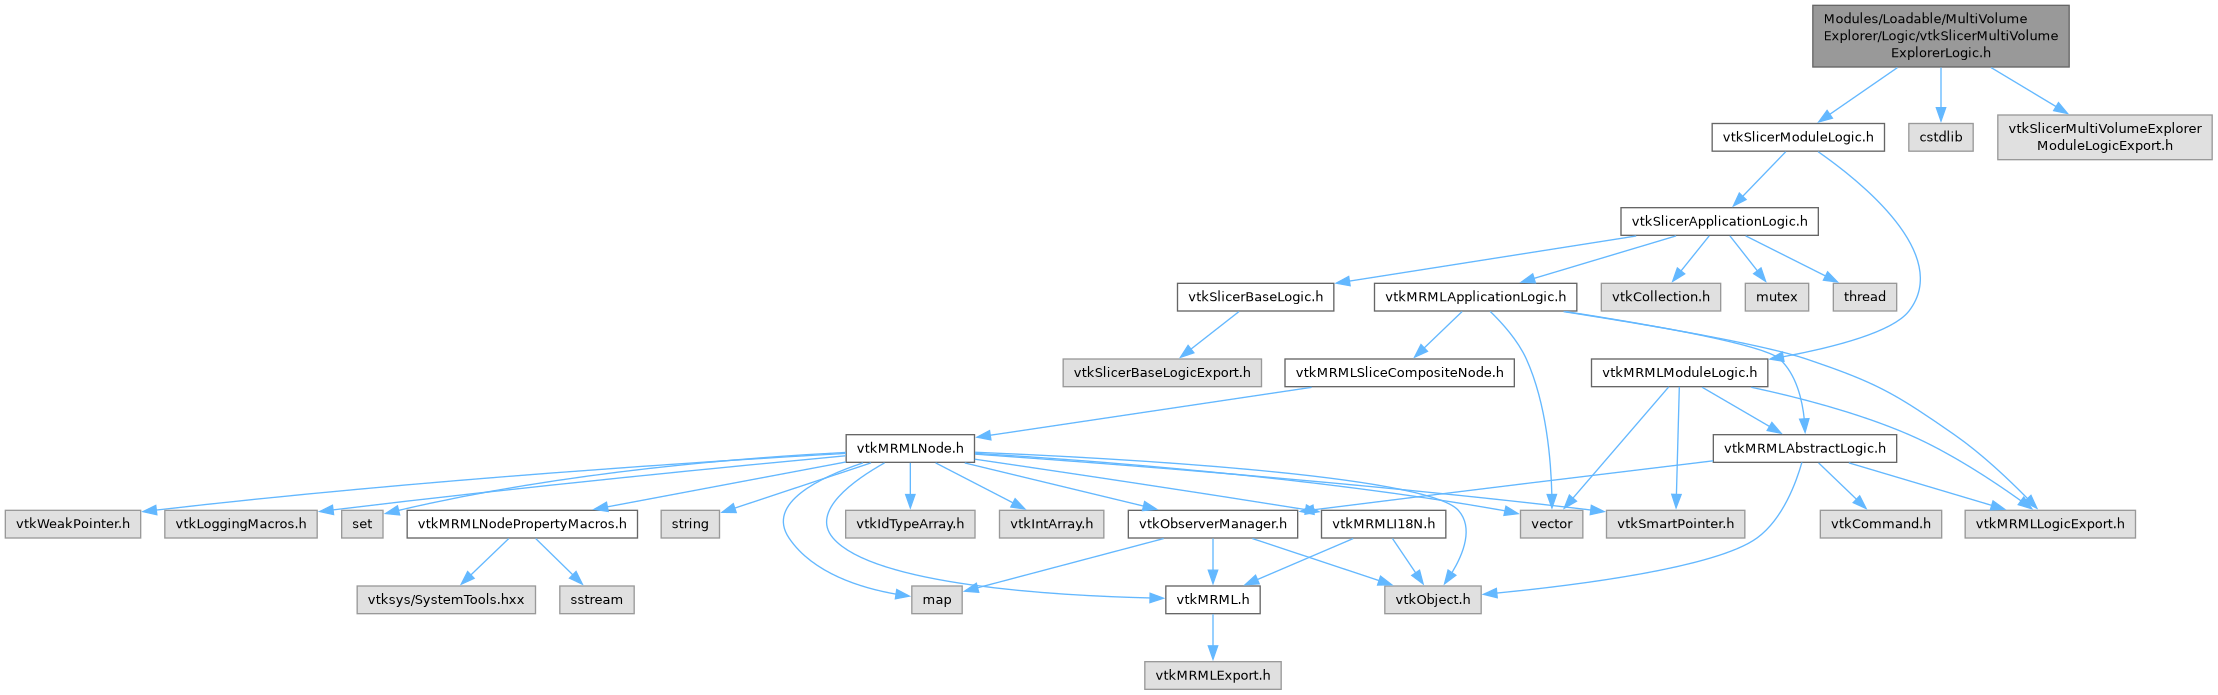 Modules/Loadable/MultiVolume
Explorer/Logic/vtkSlicerMultiVolume
ExplorerLogic.h
vtkSlicerModuleLogic.h
cstdlib
vtkSlicerMultiVolumeExplorer
ModuleLogicExport.h
vtkSlicerApplicationLogic.h
vtkSlicerBaseLogic.h
vtkMRMLApplicationLogic.h
vtkCollection.h
mutex
thread
vtkSlicerBaseLogicExport.h
vtkMRMLSliceCompositeNode.h
vtkMRMLModuleLogic.h
vtkMRMLNode.h
vtkMRMLAbstractLogic.h
vtkWeakPointer.h
vtkLoggingMacros.h
set
vtkMRMLNodePropertyMacros.h
string
vtkIdTypeArray.h
vtkIntArray.h
vtkObserverManager.h
vtkMRMLI18N.h
vector
vtkSmartPointer.h
vtkCommand.h
vtkMRMLLogicExport.h
vtksys/SystemTools.hxx
sstream
map
vtkMRML.h
vtkObject.h
vtkMRMLExport.h